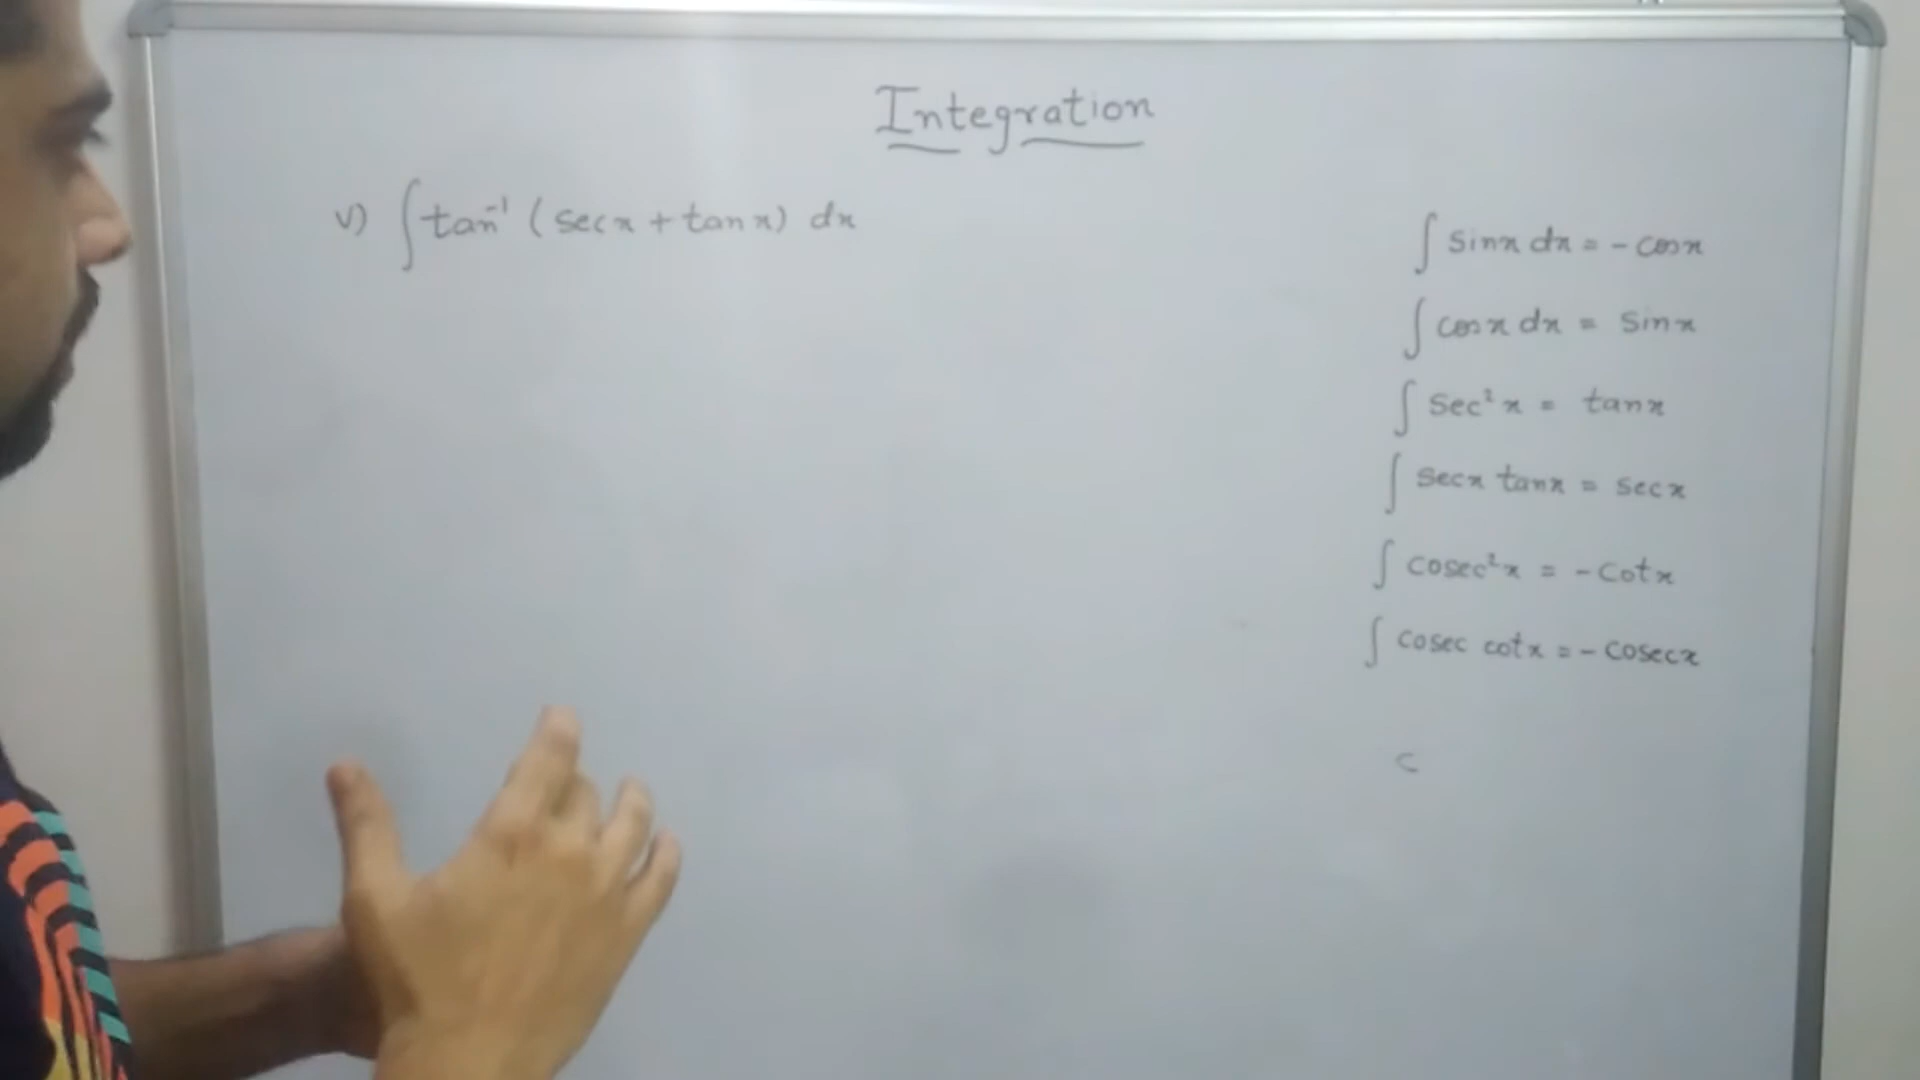 Integration
v) ∫ tan⁻¹ (secx + tanx) dx
∫ sinx dx = - cosx
∫ cosx dx = sinx
∫ sec²x = tanx
∫ secx tanx = secx
∫ cosec²x = -cotx
∫ cosec cotx = - cosecx
c